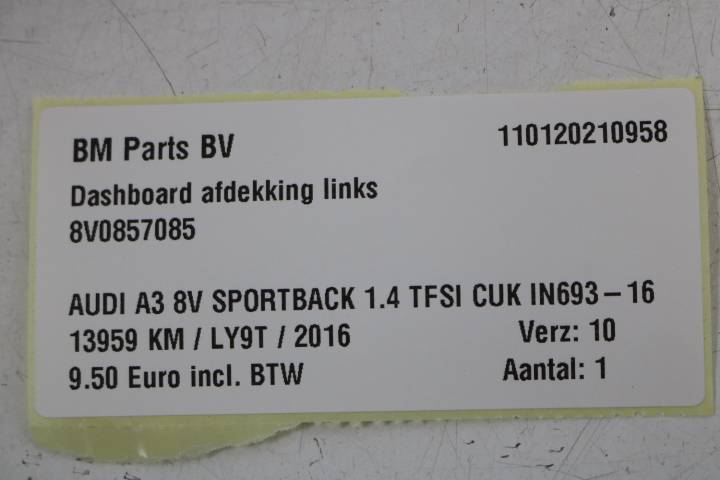 BM Parts BV 110120210958
Dashboard afdekking links
8V0857085
AUDI A3 8V SPORTBACK 1.4 TFSI CUK IN693-16
13959 KM / LY9T / 2016 Verz: 10
9.50 Euro incl. BTW Aantal: 1